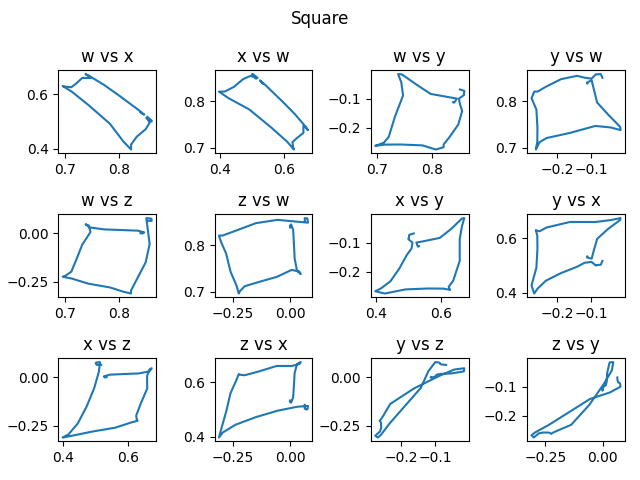 Square
w vs x x vs w w vs y y vs w
0.6 0.4 0.8 0.7 −0.1 −0.2 0.8 0.7
0.7 0.8 0.4 0.6 0.7 0.8 −0.2 −0.1
w vs z z vs w x vs y y vs x
0.00 −0.25 0.8 0.7 −0.1 −0.2 0.6 0.4
0.7 0.8 −0.25 0.00 0.4 0.6 −0.2 −0.1
x vs z z vs x y vs z z vs y
0.00 −0.25 0.6 0.4 0.00 −0.25 −0.1 −0.2
0.4 0.6 −0.25 0.00 −0.2 −0.1 −0.25 0.00